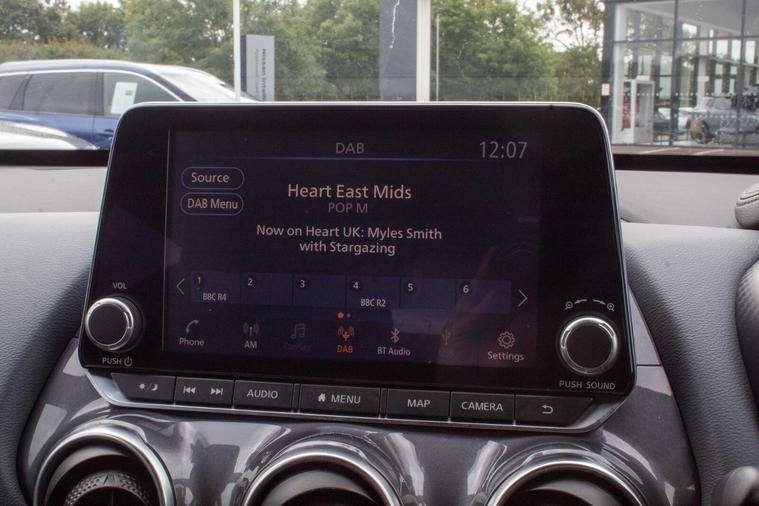 DAB
12:07
Source
Heart East Mids
DAB Menu
POP M
Now on Heart UK: Myles Smith
with Stargazing
1 2 3 4 5 6
BBC R4 BBC R2
VOL
Phone AM CarPlay DAB BT Audio Settings
PUSH
PUSH SOUND
AUDIO MENU MAP CAMERA